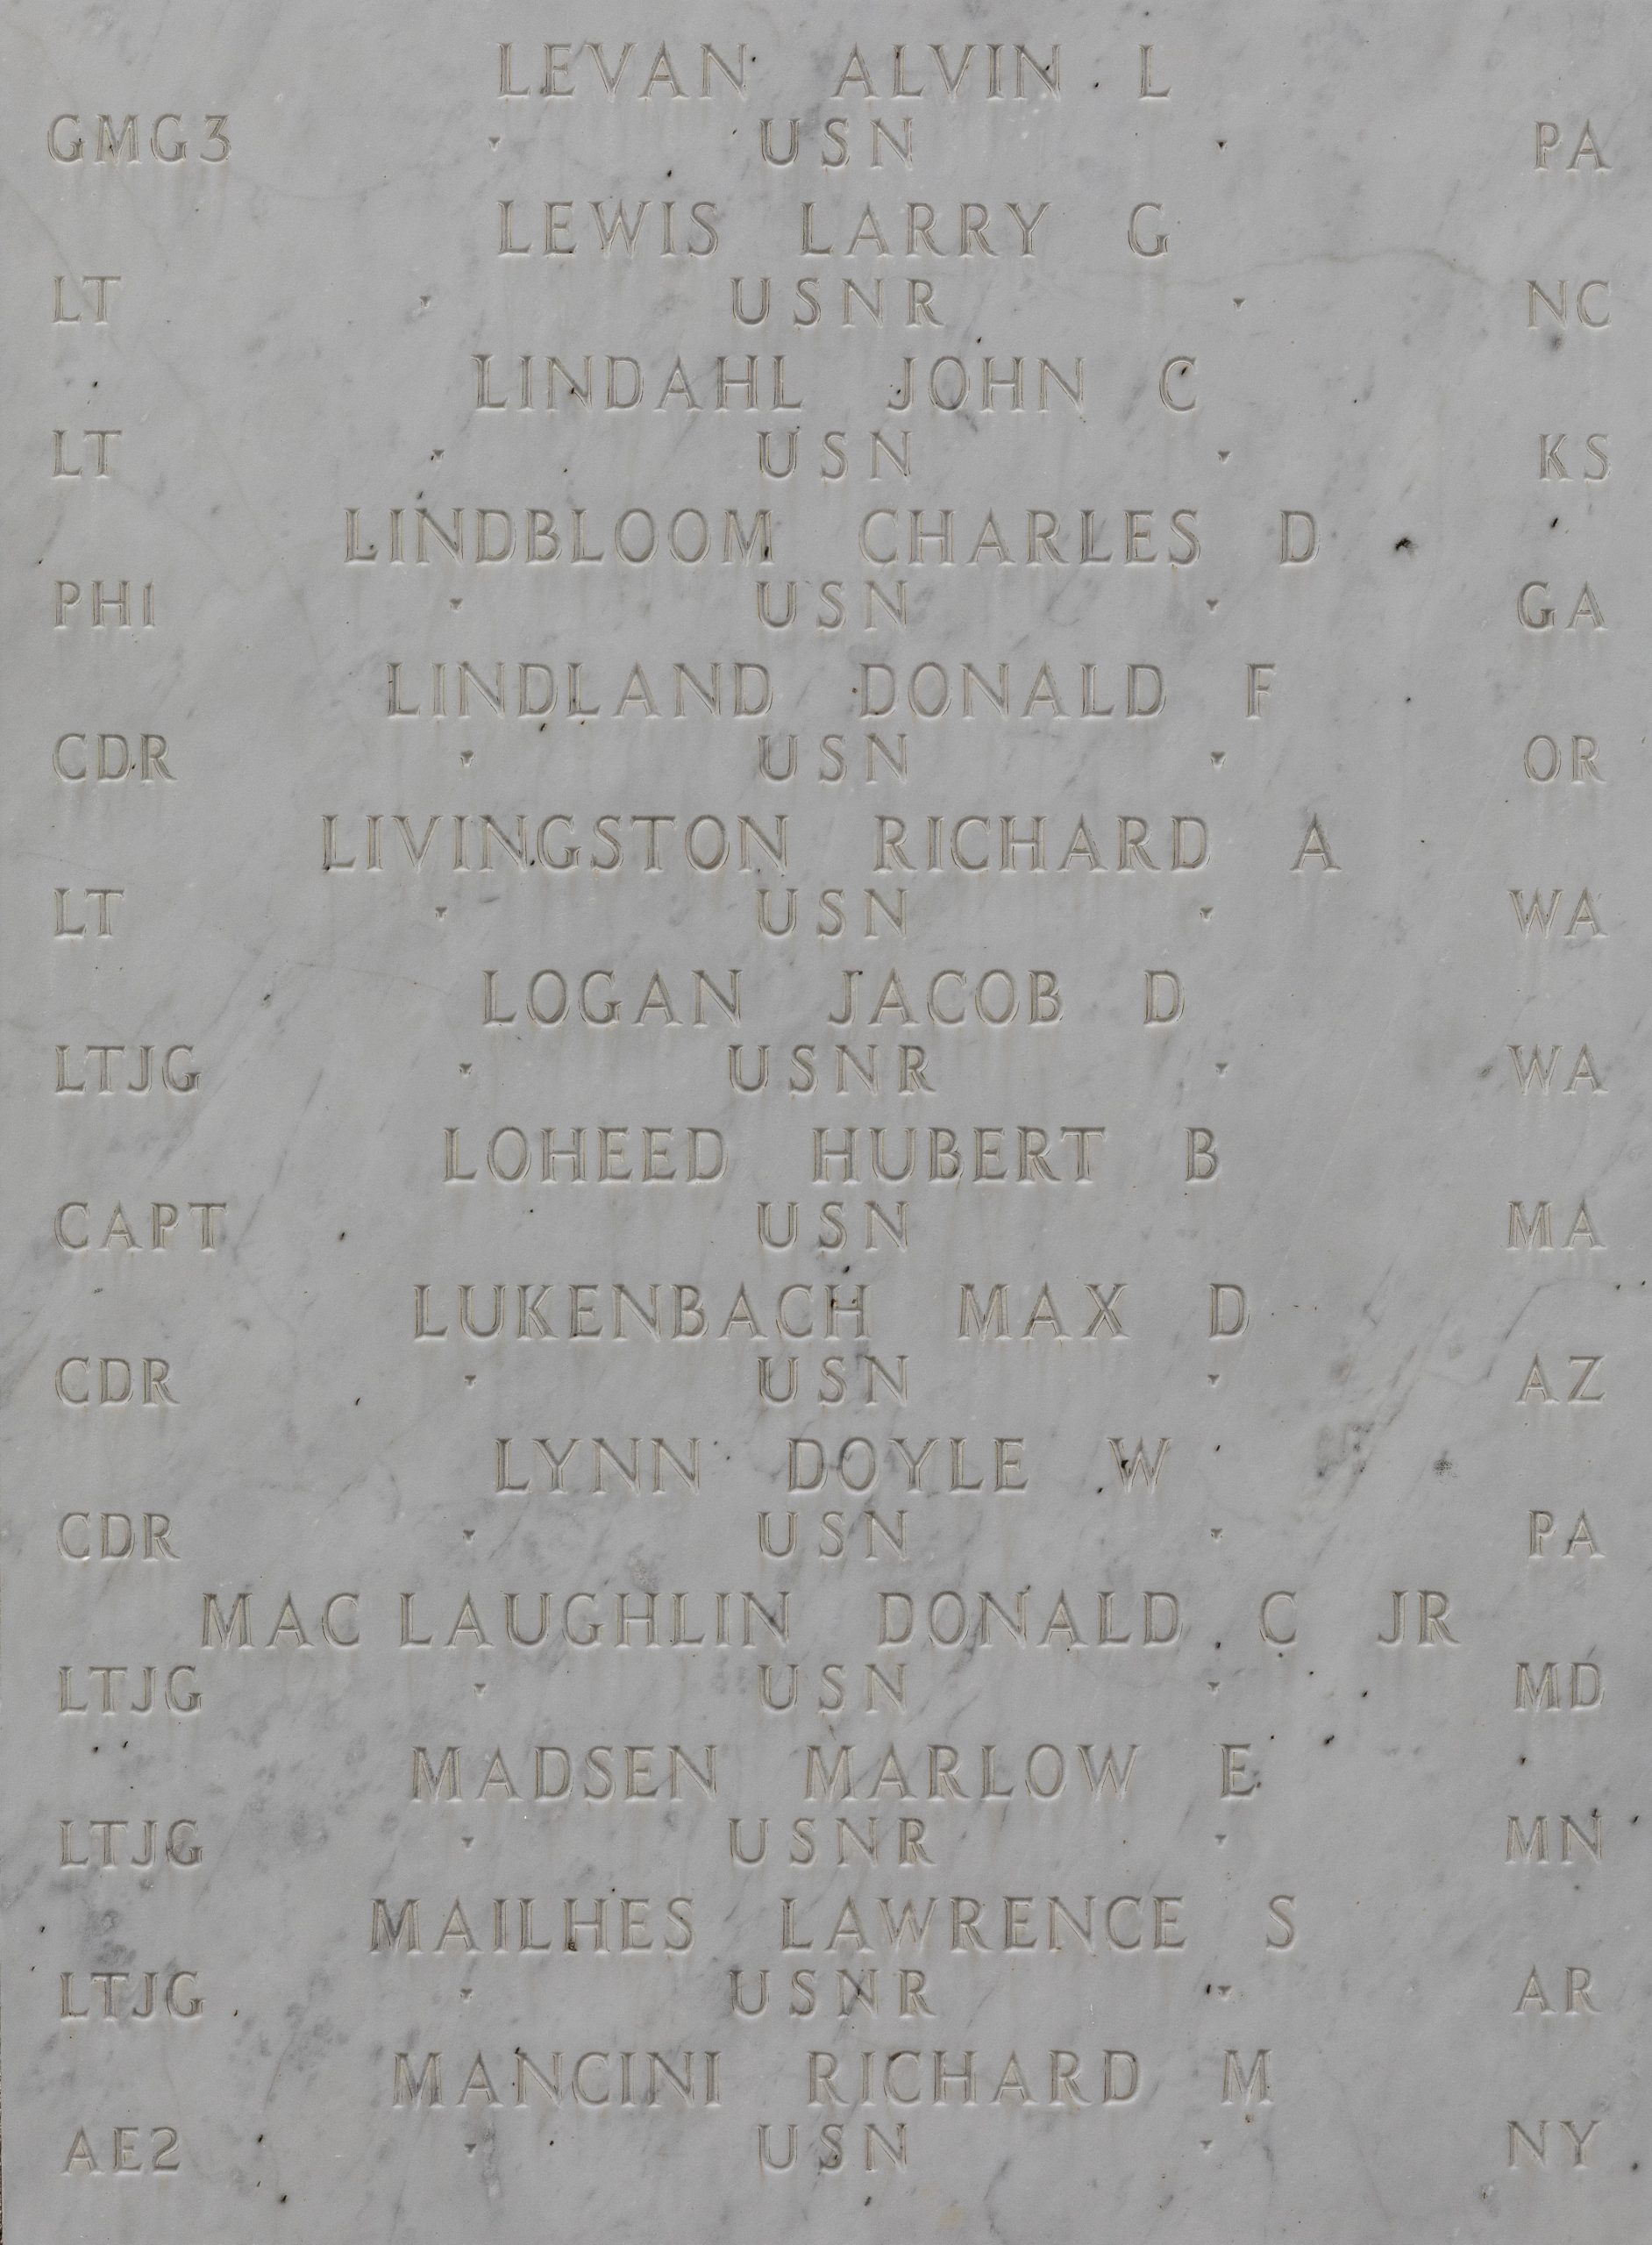 LEVAN ALVIN L
GMG3 USN PA
LEWIS LARRY G
LT USNR NC
LINDAHL JOHN C
LT USN KS
LINDBLOOM CHARLES D
PH1 USN GA
LINDLAND DONALD F
CDR USN OR
LIVINGSTON RICHARD A
LT USN WA
LOGAN JACOB D
LTJG USNR WA
LOHEED HUBERT B
CAPT USN MA
LUKENBACH MAX D
CDR USN AZ
LYNN DOYLE W
CDR USN PA
MAC LAUGHLIN DONALD C JR
LTJG USN MD
MADSEN MARLOW E
LTJG USNR MN
MAILHES LAWRENCE S
LTJG USNR AR
MANCINI RICHARD M
AE2 USN NY